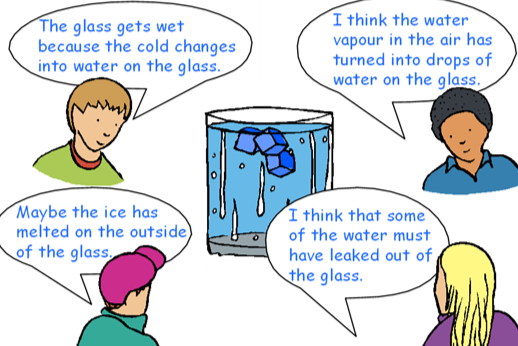 The glass gets wet
because the cold changes
into water on the glass.
I think the water
vapour in the air has
turned into drops of
water on the glass.
Maybe the ice has
melted on the outside
of the glass.
I think that some
of the water must
have leaked out of
the glass.